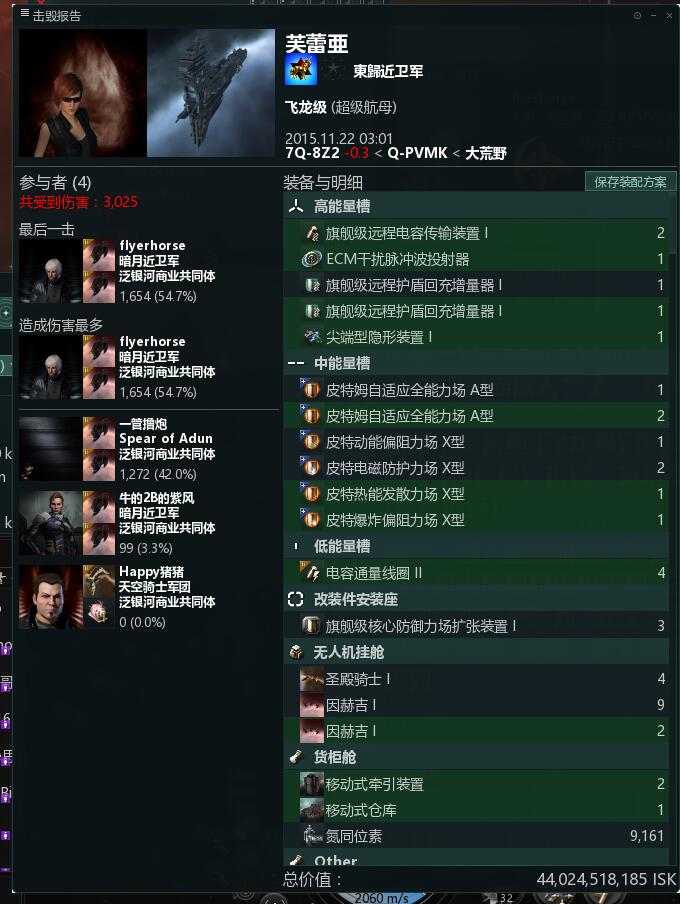 击毁报告
芙蕾亞
東歸近卫军
飞龙级 (超级航母)
2015.11.22 03:01
7Q-8Z2 -0.3 < Q-PVMK < 大荒野
参与者 (4)
共受到伤害：3,025
最后一击
flyerhorse
暗月近卫军
泛银河商业共同体
1,654 (54.7%)
造成伤害最多
flyerhorse
暗月近卫军
泛银河商业共同体
1,654 (54.7%)
一管撸炮
Spear of Adun
泛银河商业共同体
1,272 (42.0%)
牛的2B的紫风
暗月近卫军
泛银河商业共同体
99 (3.3%)
Happy猪猪
天空骑士军团
泛银河商业共同体
0 (0.0%)
装备与明细
保存装配方案
高能量槽
旗舰级远程电容传输装置 I 2
ECM干扰脉冲波投射器 1
旗舰级远程护盾回充增量器 I 1
旗舰级远程护盾回充增量器 I 1
尖端型隐形装置 I 1
中能量槽
皮特姆自适应全能力场 A型 1
皮特姆自适应全能力场 A型 2
皮特动能偏阻力场 X型 1
皮特电磁防护力场 X型 2
皮特热能发散力场 X型 1
皮特爆炸偏阻力场 X型 1
低能量槽
电容通量线圈 II 4
改装件安装座
旗舰级核心防御力场扩张装置 I 3
无人机挂舱
圣殿骑士 I 4
因赫吉 I 9
因赫吉 I 2
货柜舱
移动式牵引装置 2
移动式仓库 1
氮同位素 9,161
Other
总价值： 44,024,518,185 ISK
2060 m/s
32